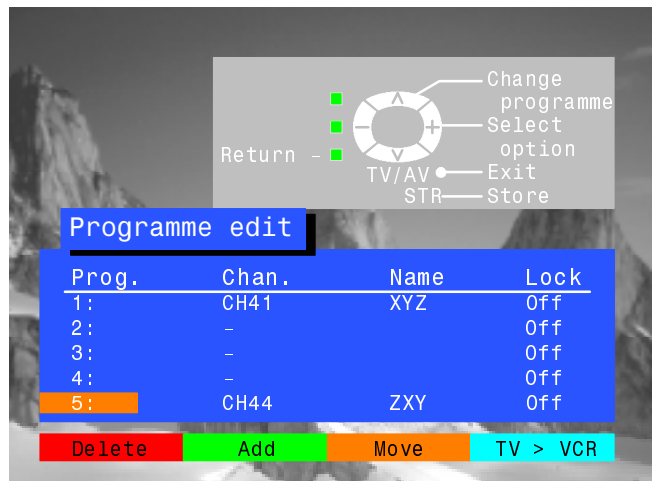 Change
programme
Select
option
Return –
TV/AV Exit
STR Store
Programme edit
Prog. Chan. Name Lock
1: CH41 XYZ Off
2: – Off
3: – Off
4: – Off
5: CH44 ZXY Off
Delete Add Move TV > VCR